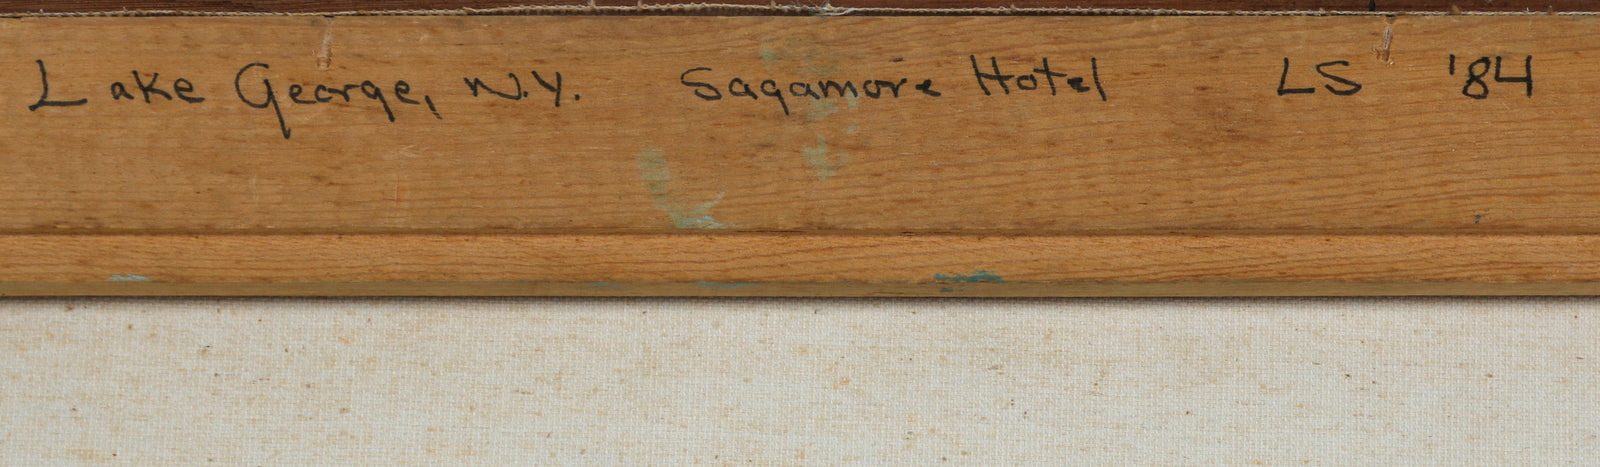 Lake George, N.Y. Sagamore Hotel LS '84